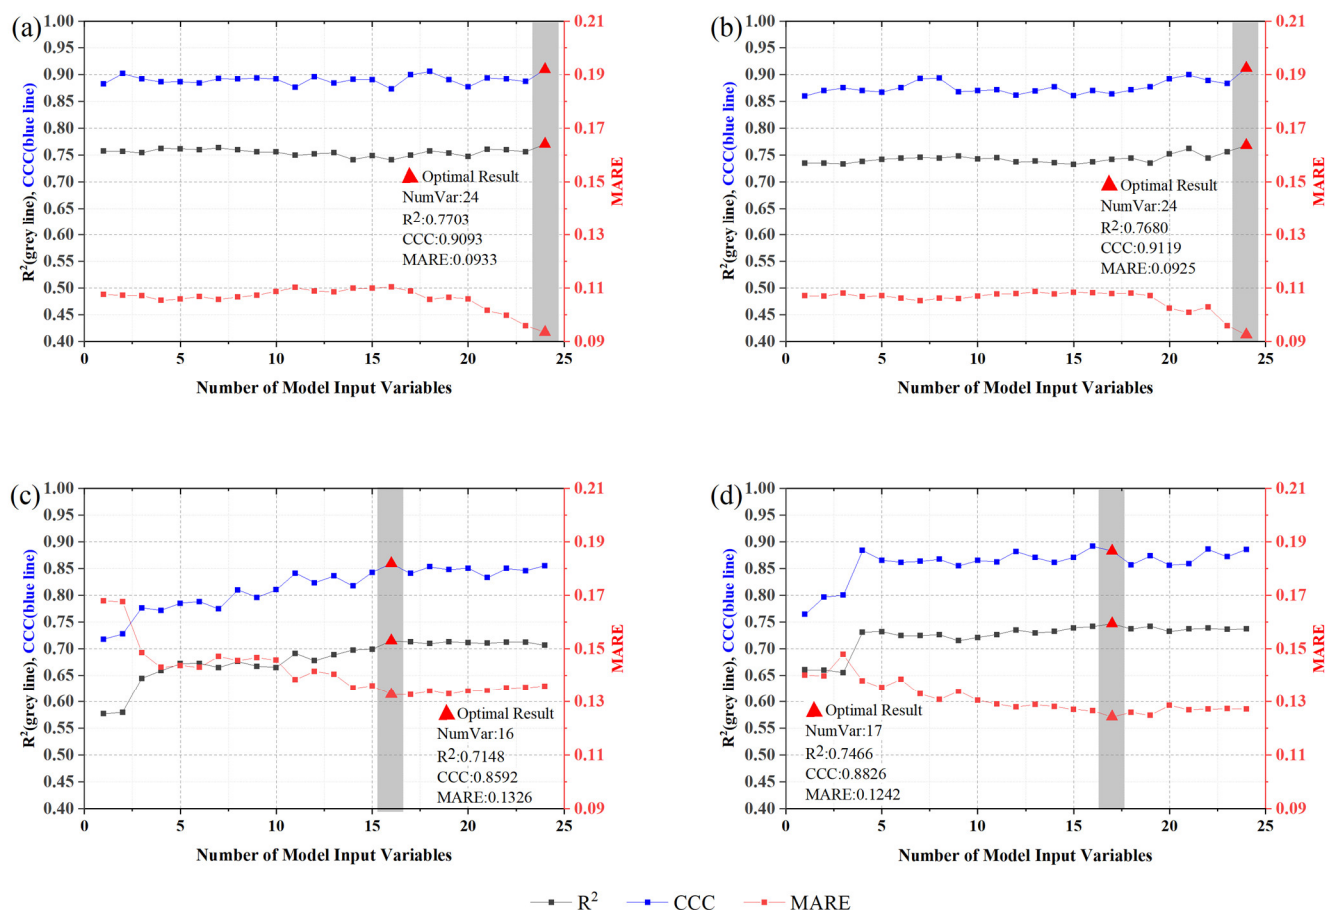 (a)
R²(grey line), CCC(blue line)
1.00
0.95
0.90
0.85
0.80
0.75
0.70
0.65
0.60
0.55
0.50
0.45
0.40
0.21
0.19
0.17
0.15
0.13
0.11
0.09
MARE
Optimal Result
NumVar:24
R²:0.7703
CCC:0.9093
MARE:0.0933
0 5 10 15 20 25
Number of Model Input Variables
(b)
R²(grey line), CCC(blue line)
1.00
0.95
0.90
0.85
0.80
0.75
0.70
0.65
0.60
0.55
0.50
0.45
0.40
0.21
0.19
0.17
0.15
0.13
0.11
0.09
MARE
Optimal Result
NumVar:24
R²:0.7680
CCC:0.9119
MARE:0.0925
0 5 10 15 20 25
Number of Model Input Variables
(c)
R²(grey line), CCC(blue line)
1.00
0.95
0.90
0.85
0.80
0.75
0.70
0.65
0.60
0.55
0.50
0.45
0.40
0.21
0.19
0.17
0.15
0.13
0.11
0.09
MARE
Optimal Result
NumVar:16
R²:0.7148
CCC:0.8592
MARE:0.1326
0 5 10 15 20 25
Number of Model Input Variables
(d)
R²(grey line), CCC(blue line)
1.00
0.95
0.90
0.85
0.80
0.75
0.70
0.65
0.60
0.55
0.50
0.45
0.40
0.21
0.19
0.17
0.15
0.13
0.11
0.09
MARE
Optimal Result
NumVar:17
R²:0.7466
CCC:0.8826
MARE:0.1242
0 5 10 15 20 25
Number of Model Input Variables
R² CCC MARE